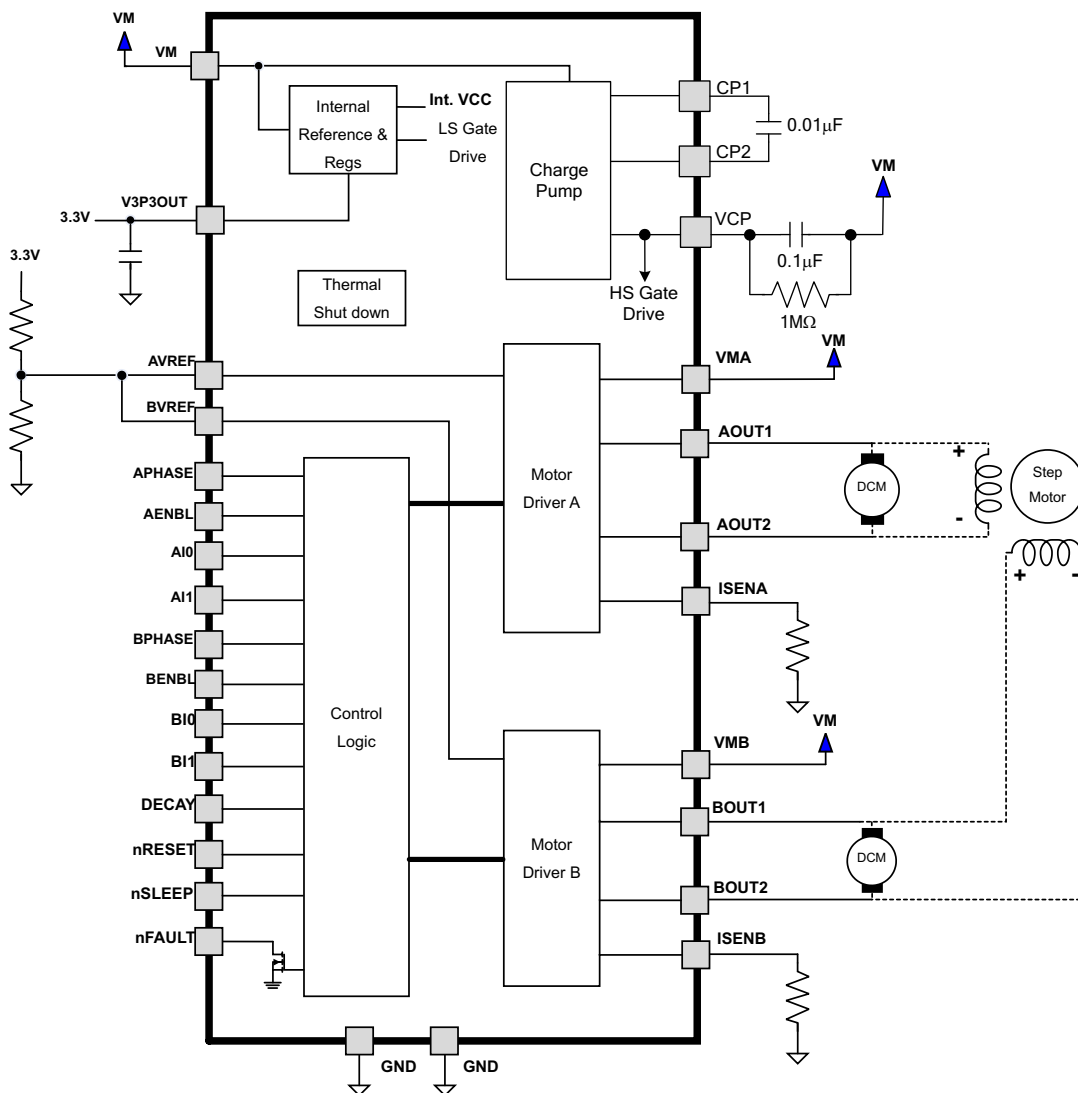 VM
VM
Internal
Reference &
Regs
Int. VCC
LS Gate
Drive
Charge
Pump
CP1
0.01µF
CP2
VM
V3P3OUT
3.3V
VCP
0.1µF
1MΩ
HS Gate
Drive
3.3V
Thermal
Shut down
VM
AVREF
VMA
BVREF
AOUT1
APHASE
Motor
Driver A
DCM
+
-
Step
Motor
AENBL
AOUT2
AI0
+
-
AI1
ISENA
BPHASE
BENBL
Control
Logic
BI0
VM
VMB
BI1
DECAY
BOUT1
nRESET
Motor
Driver B
DCM
nSLEEP
BOUT2
nFAULT
ISENB
GND
GND